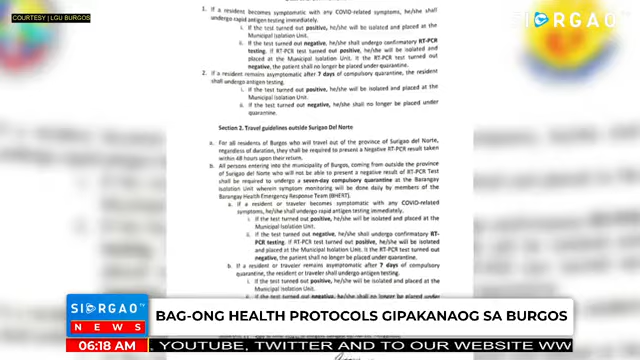 COURTESY | LGU BURGOS
SIARGAO TV
1. If a resident becomes symptomatic with any COVID-related symptoms, he/she shall
undergo rapid antigen testing immediately.
i. If the test turned out positive, he/she will be isolated and placed at the
Municipal Isolation Unit.
ii. If the test turned out negative, he/she shall undergo confirmatory RT-PCR
testing. If RT-PCR test turned out positive, he/she will be isolated and
placed at the Municipal Isolation Unit. It the RT-PCR test turned out
negative, the patient shall no longer be placed under quarantine.
2. If a resident remains asymptomatic after 7 days of compulsory quarantine, the resident
shall undergo antigen testing.
i. If the test turned out positive, he/she will be isolated and placed at the
Municipal Isolation Unit.
ii. If the test turned out negative, he/she shall no longer be placed under
quarantine.
Section 2. Travel guidelines outside Surigao Del Norte
a. For all residents of Burgos who will travel out of the province of Surigao del Norte,
regardless of duration, they shall be required to present a Negative RT-PCR result taken
within 48 hours upon their return.
b. All persons entering into the municipality of Burgos, coming from outside the province
of Surigao del Norte who will not be able to present a negative result of RT-PCR Test
shall be required to undergo a seven-day compulsory quarantine at the Barangay
Isolation Unit wherein symptom monitoring will be done daily by members of the
Barangay Health Emergency Response Team (BHERT).
a. If a resident or traveler becomes symptomatic with any COVID-related
symptoms, he/she shall undergo rapid antigen testing immediately.
i. If the test turned out positive, he/she will be isolated and placed at the
Municipal Isolation Unit.
ii. If the test turned out negative, he/she shall undergo confirmatory RT-
PCR testing. If RT-PCR test turned out positive, he/she will be isolated
and placed at the Municipal Isolation Unit. It the RT-PCR test turned out
negative, the patient shall no longer be placed under quarantine.
b. If a resident or traveler remains asymptomatic after 7 days of compulsory
quarantine, the resident or traveler shall undergo antigen testing.
i. If the test turned out positive, he/she will be isolated and placed at the
Municipal Isolation Unit.
ii. If the test turned out negative, he/she shall no longer be placed under
SIARGAO TV
NEWS
BAG-ONG HEALTH PROTOCOLS GIPAKANAOG SA BURGOS
06:18 AM
, YOUTUBE, TWITTER AND TO OUR WEBSITE WW